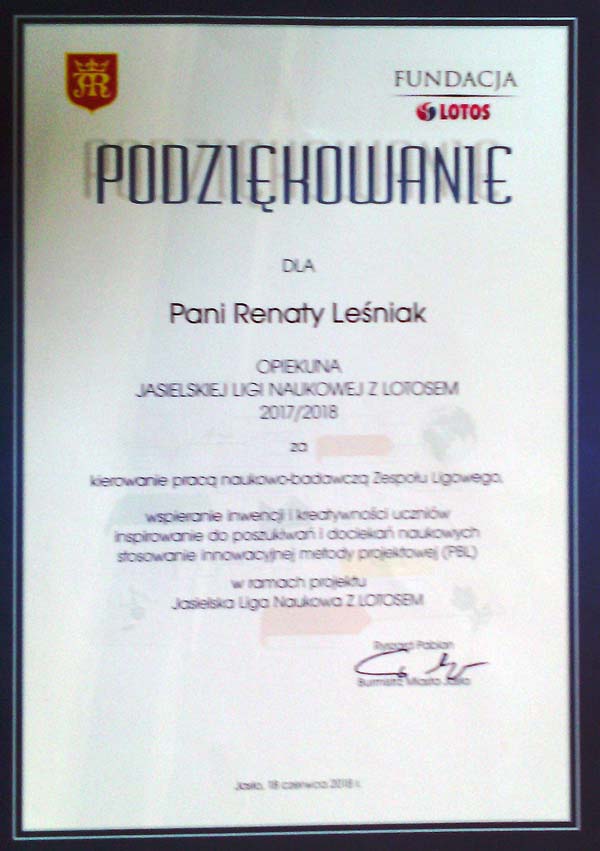 FUNDACJA
LOTOS
PODZIĘKOWANIE
DLA
Pani Renaty Leśniak
OPIEKUNA
JASIELSKIEJ LIGI NAUKOWEJ Z LOTOSEM
2017/2018
za
kierowanie pracą naukowo-badawczą Zespołu Ligowego,
wspieranie inwencji i kreatywności uczniów
inspirowanie do poszukiwań i dociekań naukowych
stosowanie innowacyjnej metody projektowej (PBL)
w ramach projektu
Jasielska Liga Naukowa Z LOTOSEM
Ryszard Pabian
Burmistrz Miasta Jasła
Jasło, 18 czerwca 2018 r.